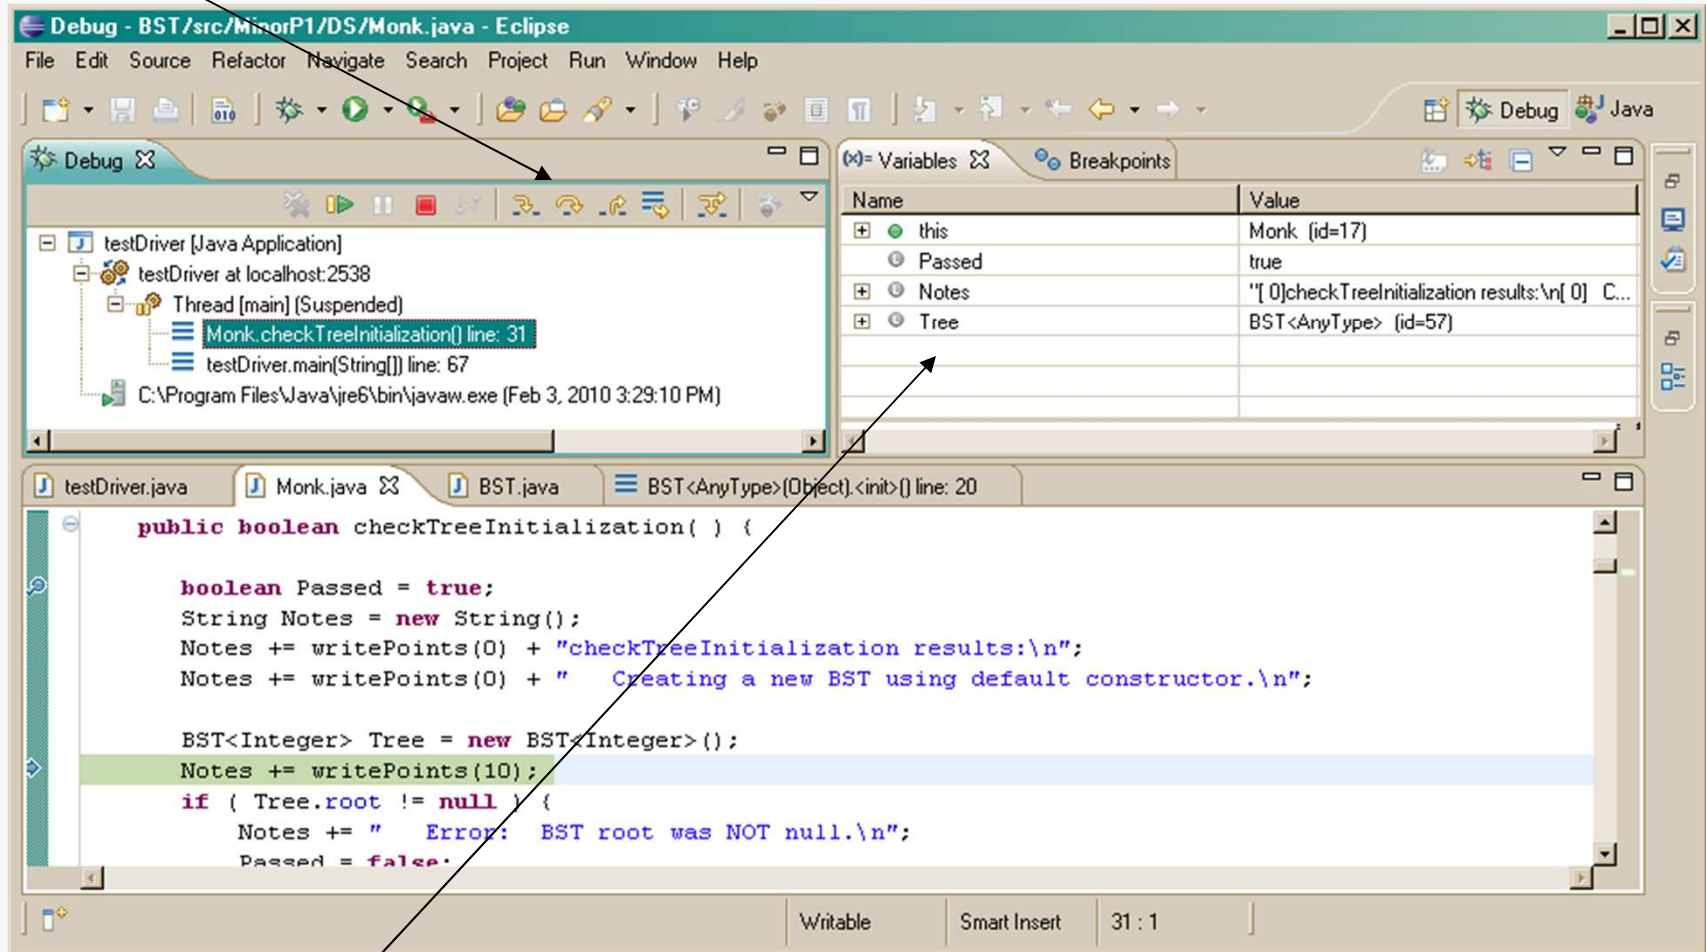 Debug - BST/src/MinorP1/DS/Monk.java - Eclipse
File Edit Source Refactor Navigate Search Project Run Window Help
010
Debug Java
Debug
(x)= Variables Breakpoints
Name Value
testDriver [Java Application]
testDriver at localhost:2538
Thread [main] (Suspended)
Monk.checkTreeInitialization() line: 31
testDriver.main(String[]) line: 67
C:\Program Files\Java\jre6\bin\javaw.exe (Feb 3, 2010 3:29:10 PM)
this Monk (id=17)
Passed true
Notes "[ 0]checkTreeInitialization results:\n[ 0] C...
Tree BST<AnyType> (id=57)
testDriver.java Monk.java BST.java BST<AnyType>(Object).<init>() line: 20
public boolean checkTreeInitialization( ) {
boolean Passed = true;
String Notes = new String();
Notes += writePoints(0) + "checkTreeInitialization results:\n";
Notes += writePoints(0) + "   Creating a new BST using default constructor.\n";
BST<Integer> Tree = new BST<Integer>();
Notes += writePoints(10);
if ( Tree.root != null ) {
Notes += "   Error:  BST root was NOT null.\n";
Passed = false;
Writable Smart Insert 31 : 1